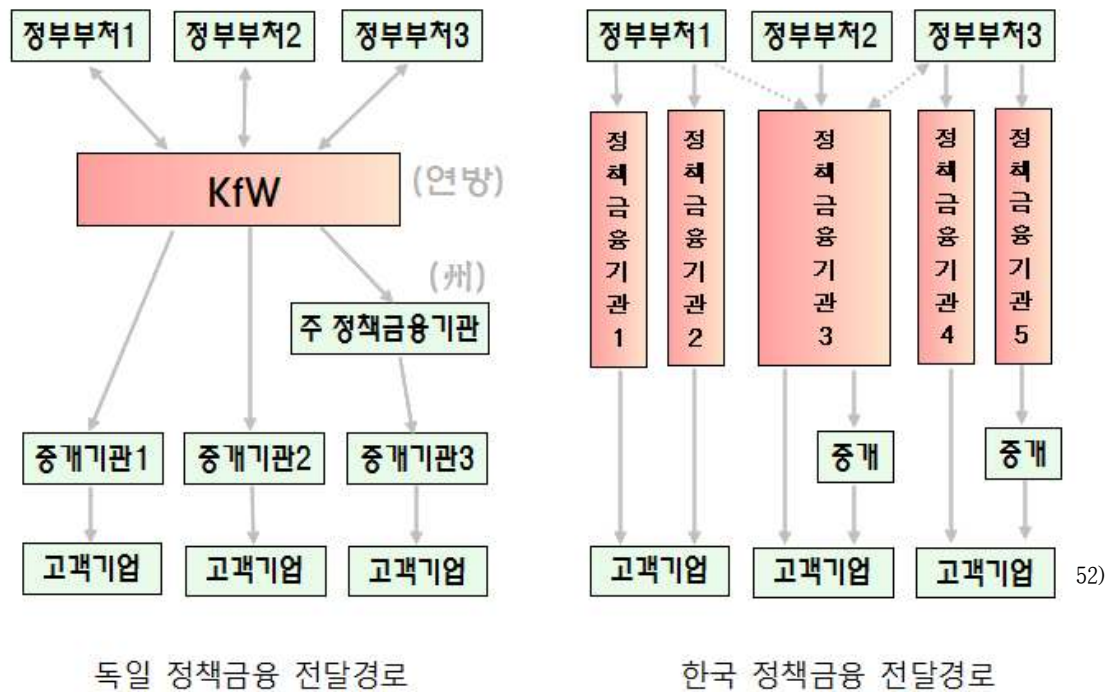 정부부처1
정부부처2
정부부처3
KfW
(연방)
(州)
주 정책금융기관
중개기관1
중개기관2
중개기관3
고객기업
고객기업
고객기업
독일 정책금융 전달경로
정부부처1
정부부처2
정부부처3
정책금융기관1
정책금융기관2
정책금융기관3
정책금융기관4
정책금융기관5
중개
중개
고객기업
고객기업
고객기업
52)
한국 정책금융 전달경로